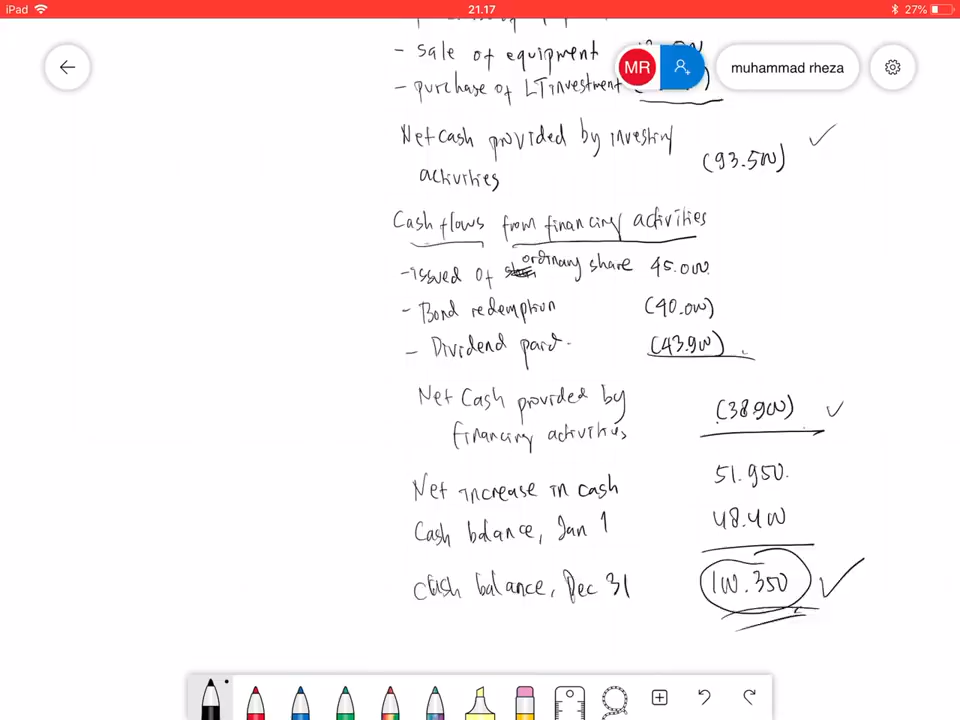 iPad
21.17
27%
- sale of equipment
MR
muhammad rheza
- purchase of LT investment
Net cash provided by investing
activities (93.500)
Cash flows from financing activities
- issued of ordinary share 45.000
- Bond redemption (40.000)
- Dividend paid. (43.900)
Net Cash provided by
financing activities (38.900)
Net increase in cash 51.950.
Cash balance, Jan 1 48.400
Cash balance, Dec 31 100.350